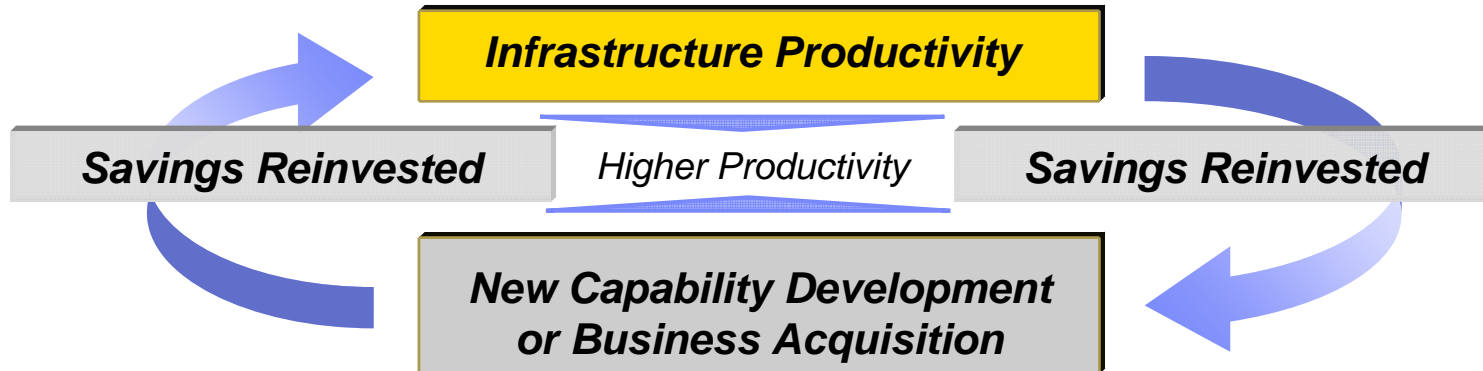 Infrastructure Productivity
Savings Reinvested
Higher Productivity
Savings Reinvested
New Capability Development
or Business Acquisition